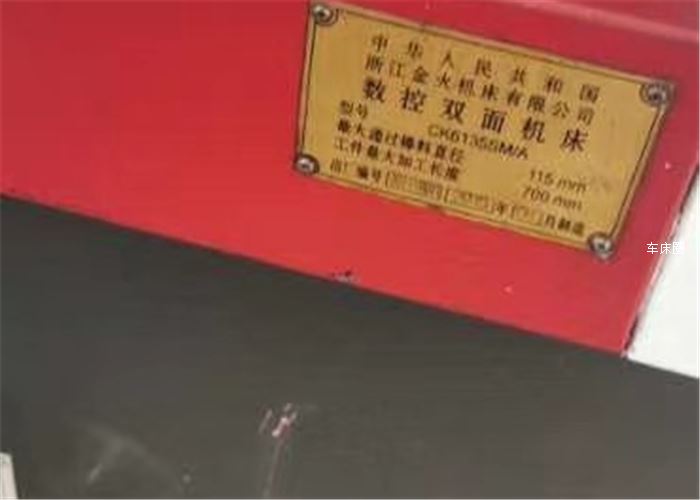 中华人民共和国
浙江金火机床有限公司
数控双面机床
型号 CK6135SM/A
最大通过棒料直径 115 mm
工件最大加工长度 700 mm
出厂编号 年 月制造
车床圈